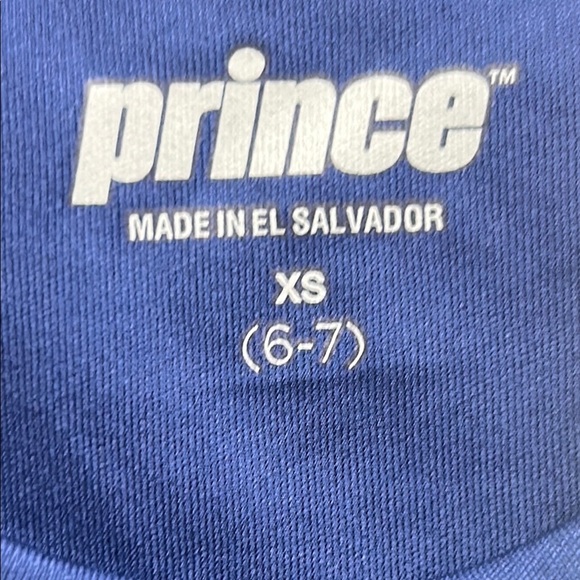 prince™
MADE IN EL SALVADOR
XS
(6-7)